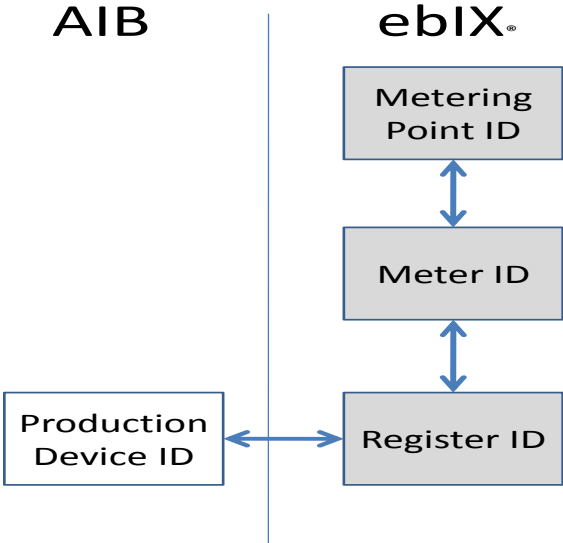 AIB
ebIX®
Metering
Point ID
Meter ID
Production
Device ID
Register ID